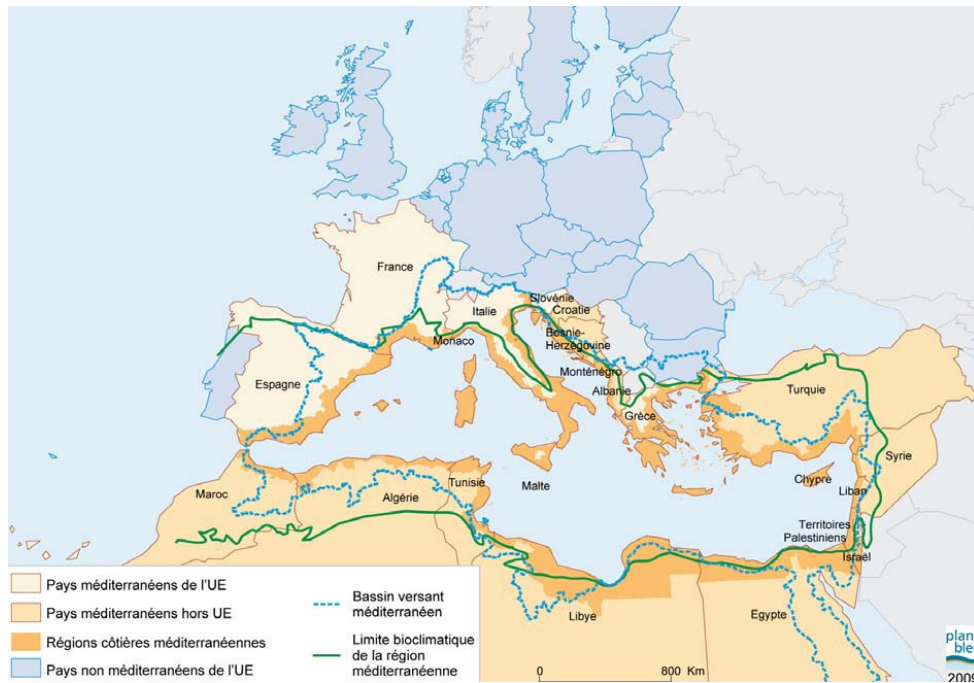 France
Slovénie
Italie
Croatie
Bosnie-
Herzégovine
Monaco
Monténégro
Espagne
Albanie
Turquie
Grèce
Syrie
Chypre
Maroc
Algérie
Tunisie
Malte
Liban
Territoires
Palestiniens
Israël
Libye
Egypte
Pays méditerranéens de l'UE
Pays méditerranéens hors UE
Régions côtières méditerranéennes
Pays non méditerranéens de l'UE
Bassin versant
méditerranéen
Limite bioclimatique
de la région
méditerranéenne
0 800 Km
plan